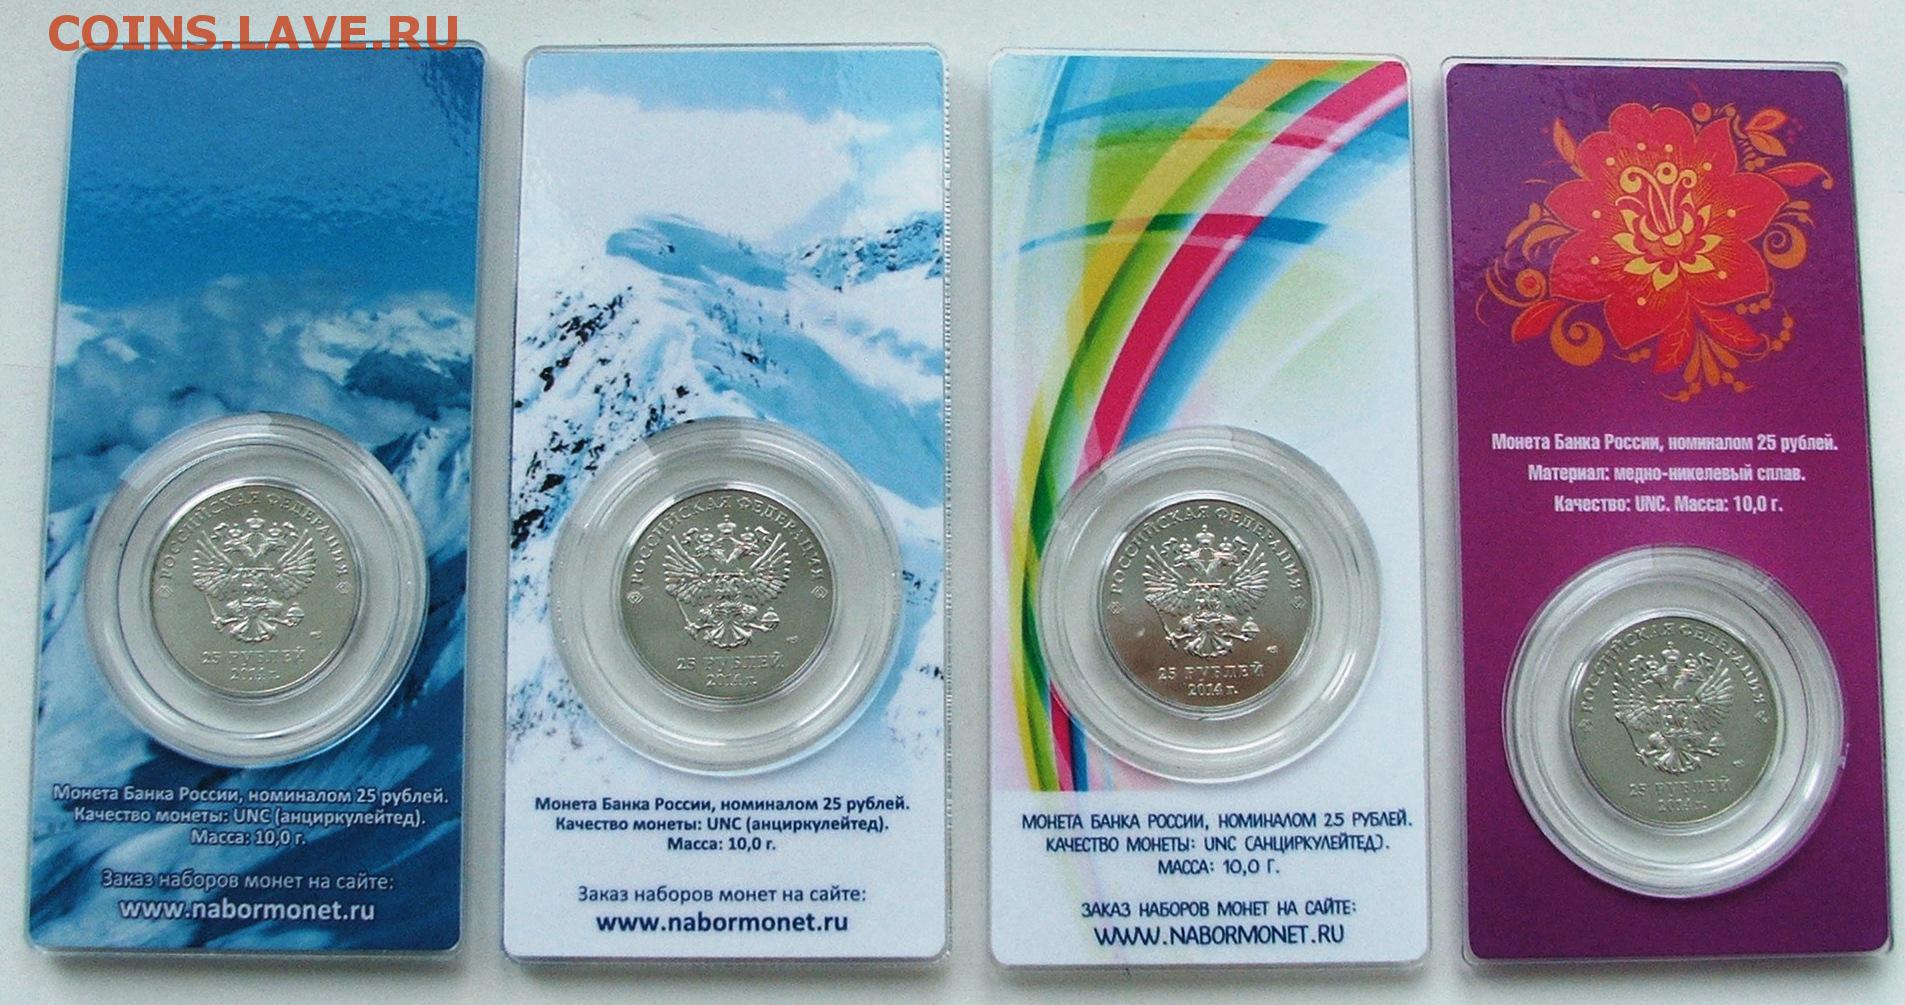 COINS.LAVE.RU
РОССИЙСКАЯ ФЕДЕРАЦИЯ
25 РУБЛЕЙ
Монета Банка России, номиналом 25 рублей.
Качество монеты: UNC (анциркулейтед).
Масса: 10,0 г.
Заказ наборов монет на сайте:
www.nabormonet.ru
РОССИЙСКАЯ ФЕДЕРАЦИЯ
25 РУБЛЕЙ
2014 г.
Монета Банка России, номиналом 25 рублей.
Качество монеты: UNC (анциркулейтед).
Масса: 10,0 г.
Заказ наборов монет на сайте:
www.nabormonet.ru
РОССИЙСКАЯ ФЕДЕРАЦИЯ
25 РУБЛЕЙ
2014 г.
МОНЕТА БАНКА РОССИИ, НОМИНАЛОМ 25 РУБЛЕЙ.
КАЧЕСТВО МОНЕТЫ: UNC (АНЦИРКУЛЕЙТЕД).
МАССА: 10,0 Г.
ЗАКАЗ НАБОРОВ МОНЕТ НА САЙТЕ:
WWW.NABORMONET.RU
Монета Банка России, номиналом 25 рублей.
Материал: медно-никелевый сплав.
Качество: UNC. Масса: 10,0 г.
РОССИЙСКАЯ ФЕДЕРАЦИЯ
25 РУБЛЕЙ
2014 г.